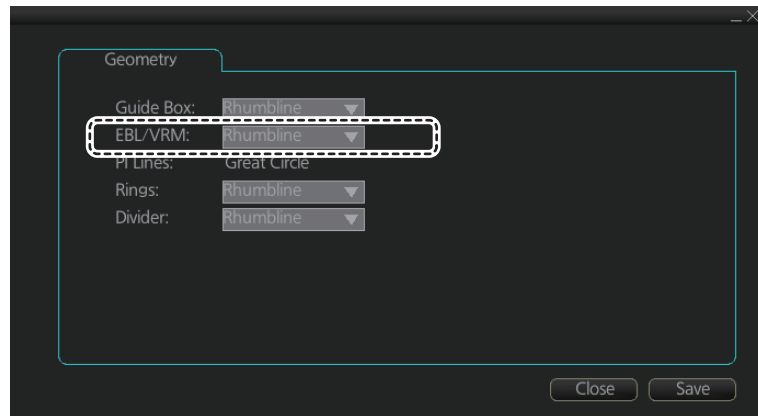 Geometry
Guide Box: Rhumbline
EBL/VRM: Rhumbline
PI Lines: Great Circle
Rings: Rhumbline
Divider: Rhumbline
Close Save